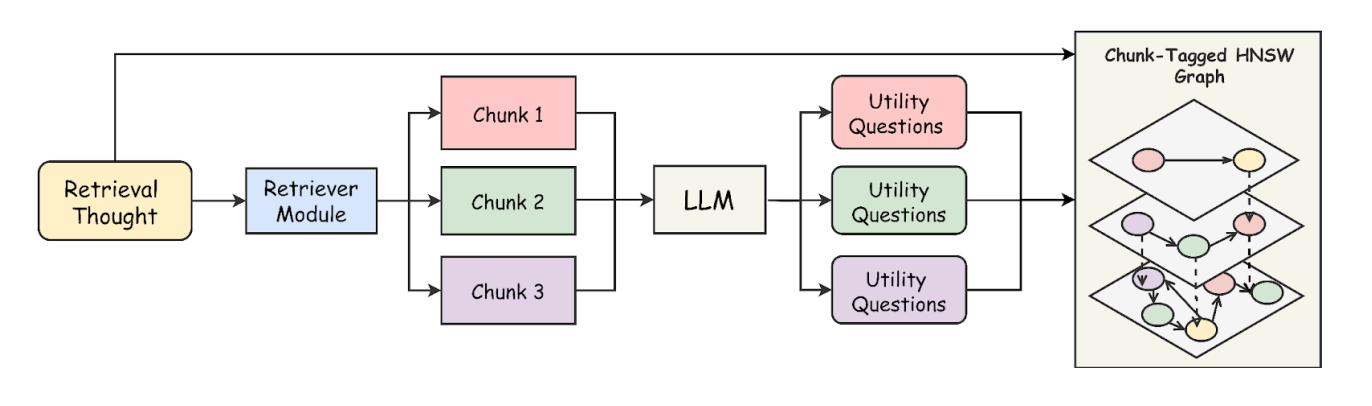 Chunk-Tagged HNSW
Graph
Retrieval
Thought
Retriever
Module
Chunk 1
Chunk 2
Chunk 3
LLM
Utility
Questions
Utility
Questions
Utility
Questions